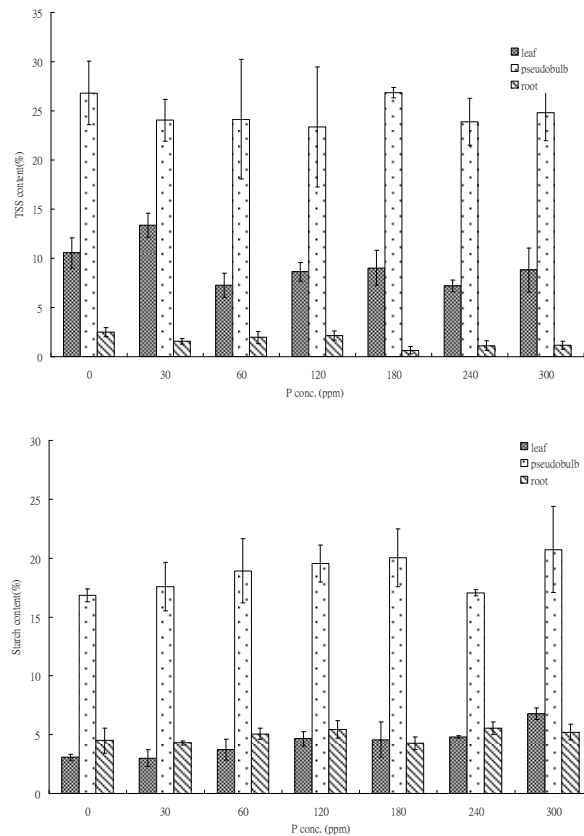 35
30
25
20
15
10
5
0
TSS content(%)
leaf
pseudobulb
root
0 30 60 120 180 240 300
P conc. (ppm)
30
25
20
15
10
5
0
Starch content(%)
leaf
pseudobulb
root
0 30 60 120 180 240 300
P conc. (ppm)